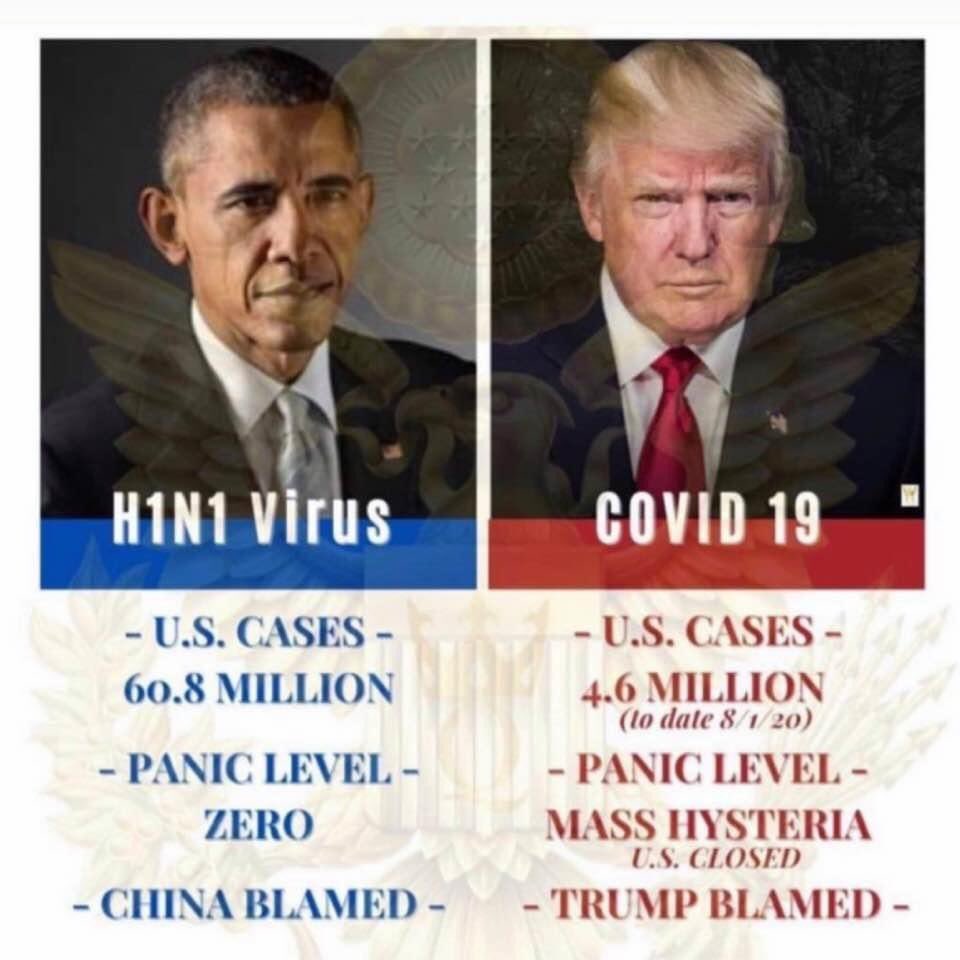 H1N1 Virus
COVID 19
- U.S. CASES -
60.8 MILLION
- PANIC LEVEL -
ZERO
- CHINA BLAMED -
- U.S. CASES -
4.6 MILLION
(to date 8/1/20)
- PANIC LEVEL -
MASS HYSTERIA
U.S. CLOSED
- TRUMP BLAMED -